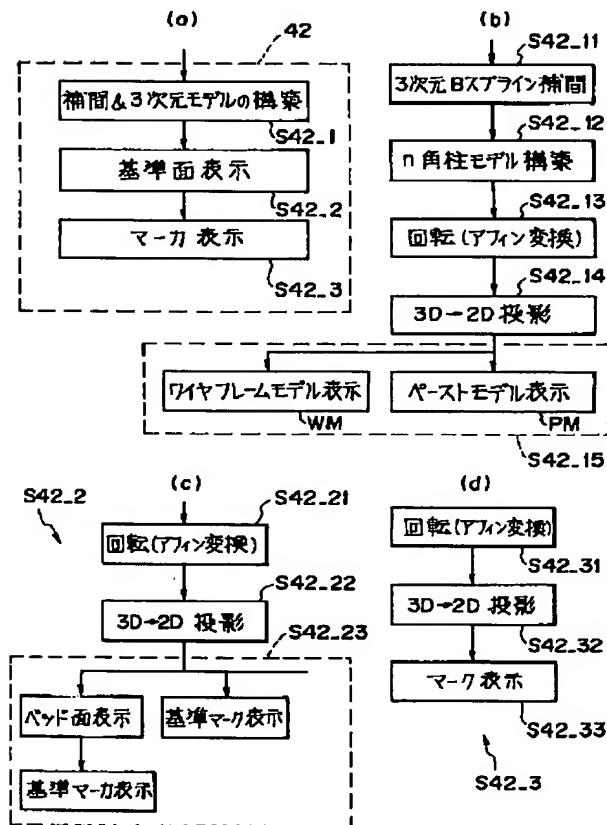 (a)
42
補間&3次元モデルの構築
S42_1
基準面表示
S42_2
マーカ表示
S42_3
(b)
S42_11
3次元Bスプライン補間
S42_12
n角柱モデル構築
S42_13
回転(アフィン変換)
S42_14
3D→2D投影
ワイヤフレームモデル表示
WM
ペーストモデル表示
PM
S42_15
(c)
S42_2
S42_21
回転(アフィン変換)
S42_22
3D→2D投影
S42_23
ベッド面表示
基準マーク表示
基準マーカ表示
(d)
回転(アフィン変換)
S42_31
3D→2D投影
S42_32
マーク表示
S42_33
S42_3